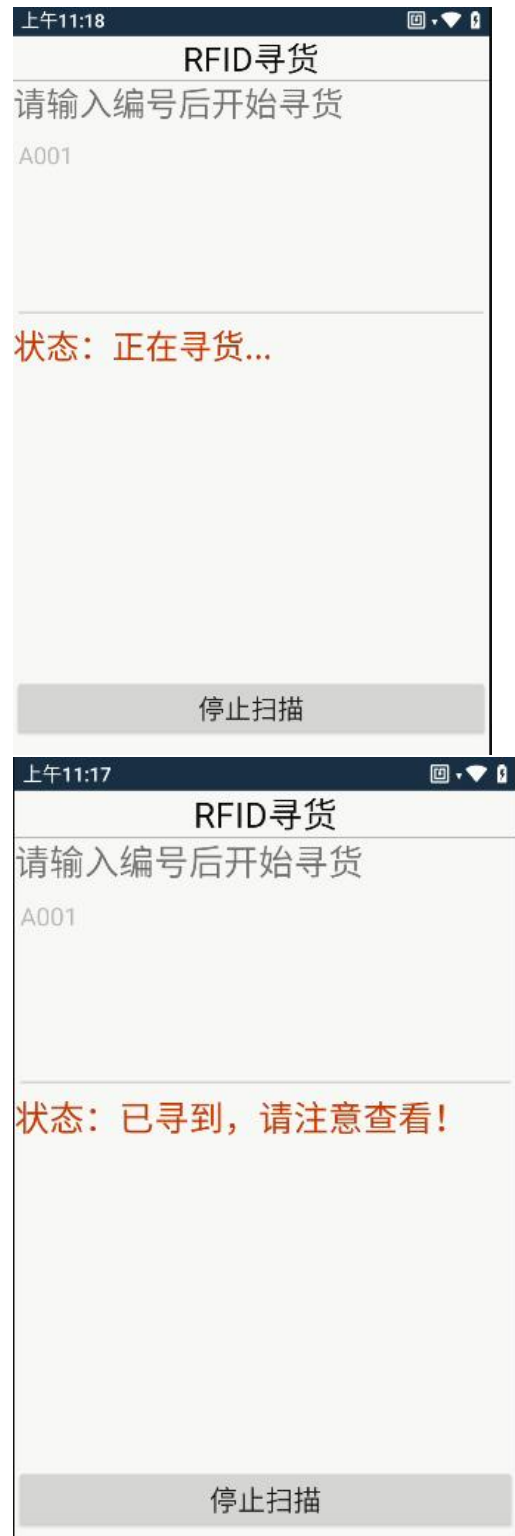 上午11:18
RFID寻货
请输入编号后开始寻货
A001
状态：正在寻货...
停止扫描
上午11:17
RFID寻货
请输入编号后开始寻货
A001
状态：已寻到，请注意查看！
停止扫描